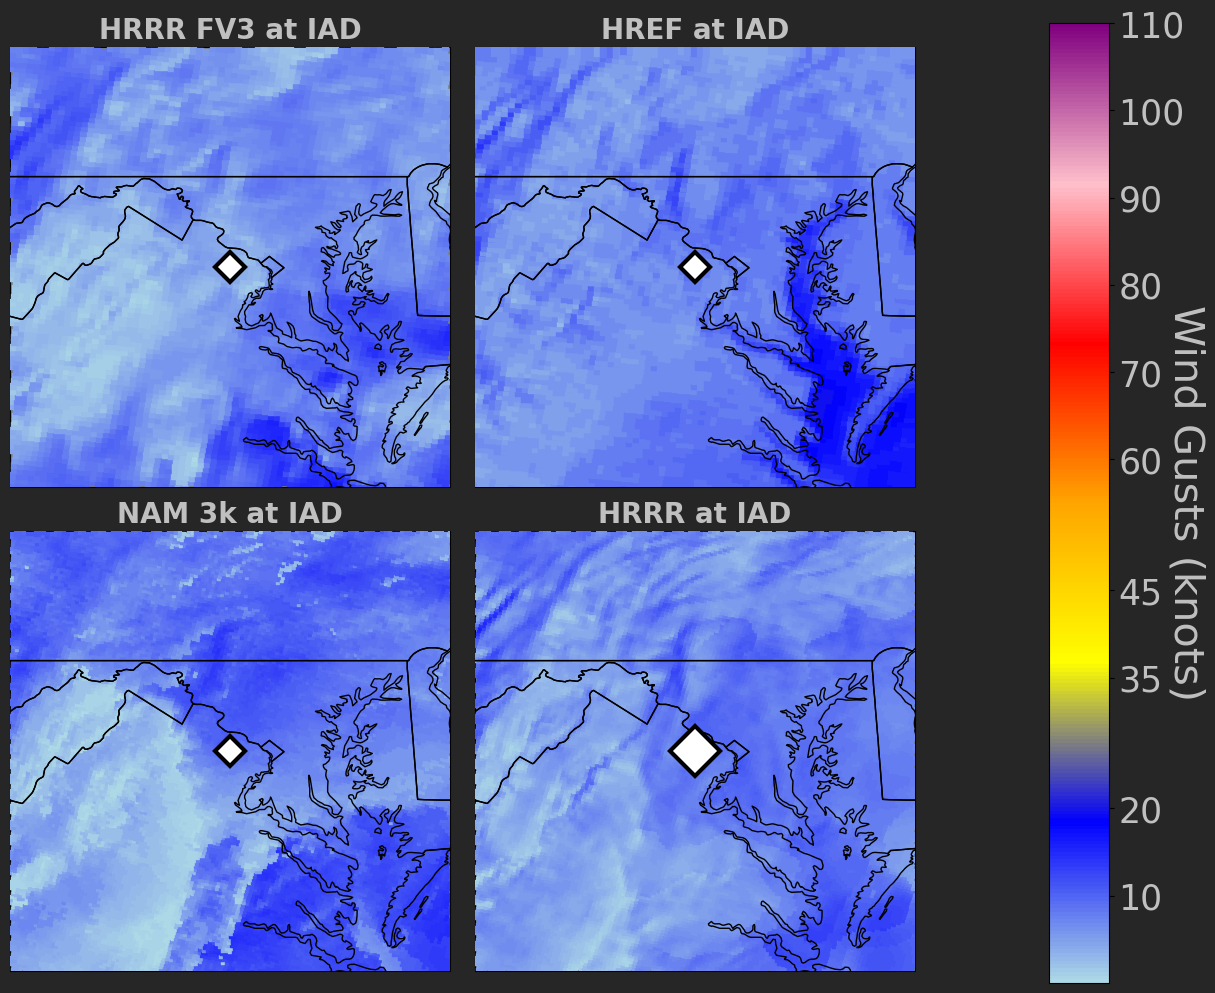 HRRR FV3 at IAD
HREF at IAD
NAM 3k at IAD
HRRR at IAD
110
100
90
80
70
60
45
35
20
10
Wind Gusts (knots)